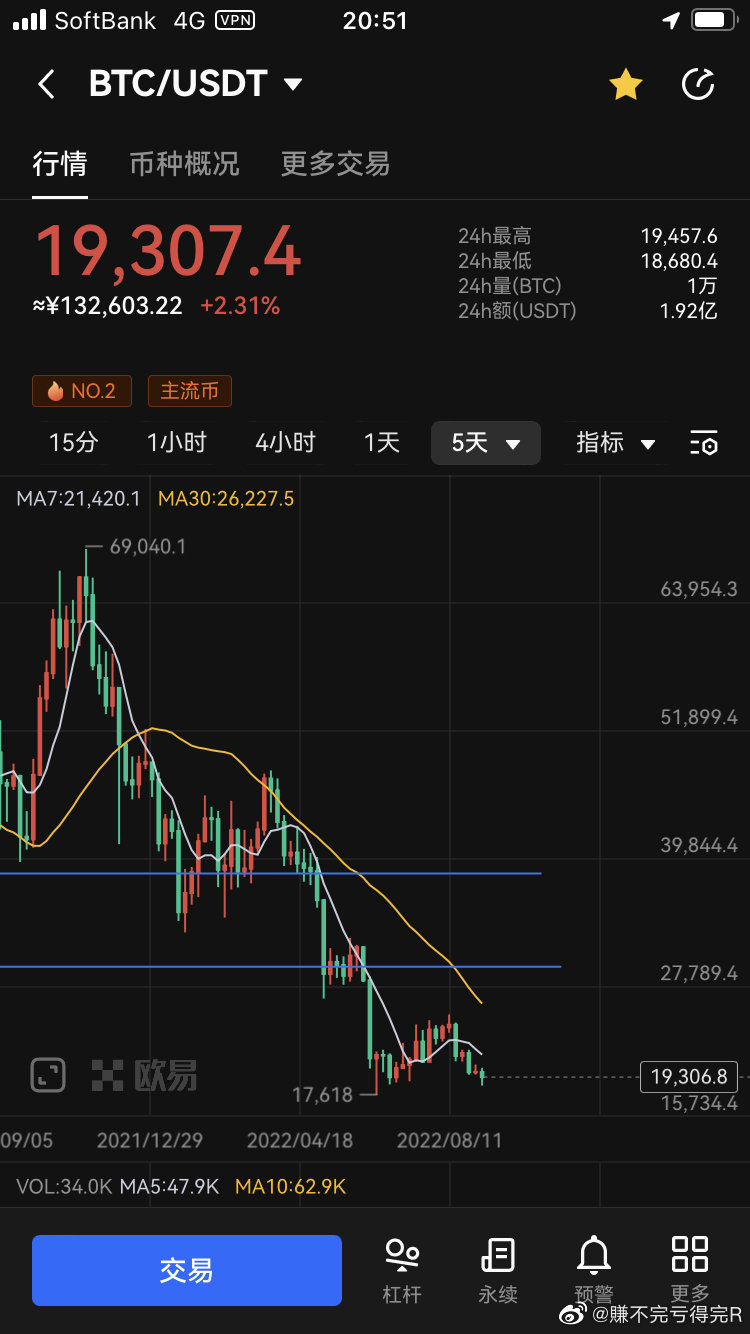 SoftBank 4G VPN 20:51
BTC/USDT
行情 币种概况 更多交易
19,307.4
≈¥132,603.22 +2.31%
24h最高 19,457.6
24h最低 18,680.4
24h量(BTC) 1万
24h额(USDT) 1.92亿
NO.2 主流币
15分 1小时 4小时 1天 5天 指标
MA7:21,420.1 MA30:26,227.5
69,040.1
63,954.3
51,899.4
39,844.4
27,789.4
欧易
17,618
19,306.8
15,734.4
09/05 2021/12/29 2022/04/18 2022/08/11
VOL:34.0K MA5:47.9K MA10:62.9K
交易
杠杆 永续 预警 更多
@賺不完亏得完R